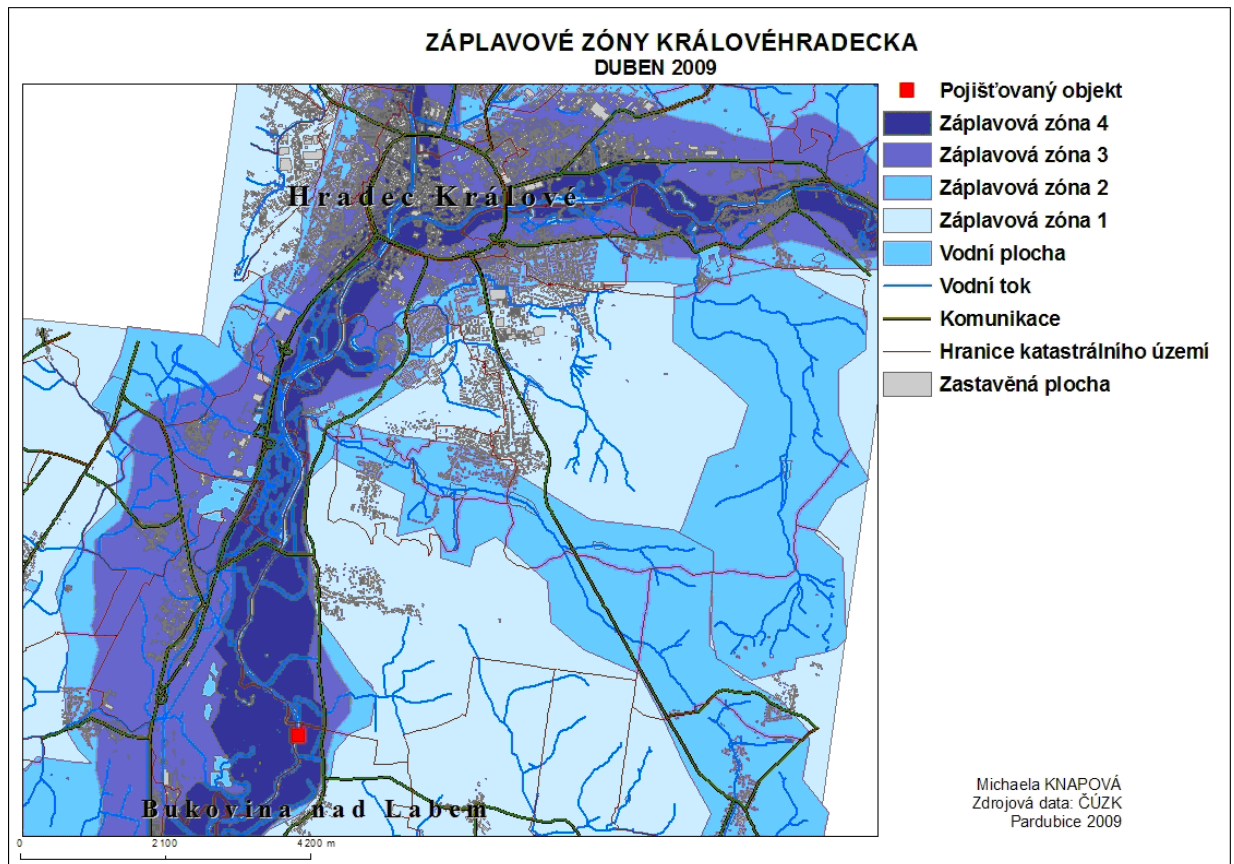 ZÁPLAVOVÉ ZÓNY KRÁLOVÉHRADECKA
DUBEN 2009
Pojišťovaný objekt
Záplavová zóna 4
Záplavová zóna 3
Záplavová zóna 2
Záplavová zóna 1
Vodní plocha
Vodní tok
Komunikace
Hranice katastrálního území
Zastavěná plocha
Hradec Králové
Bukovina nad Labem
Michaela KNAPOVÁ
Zdrojová data: ČÚZK
Pardubice 2009
0 2 100 4 200 m